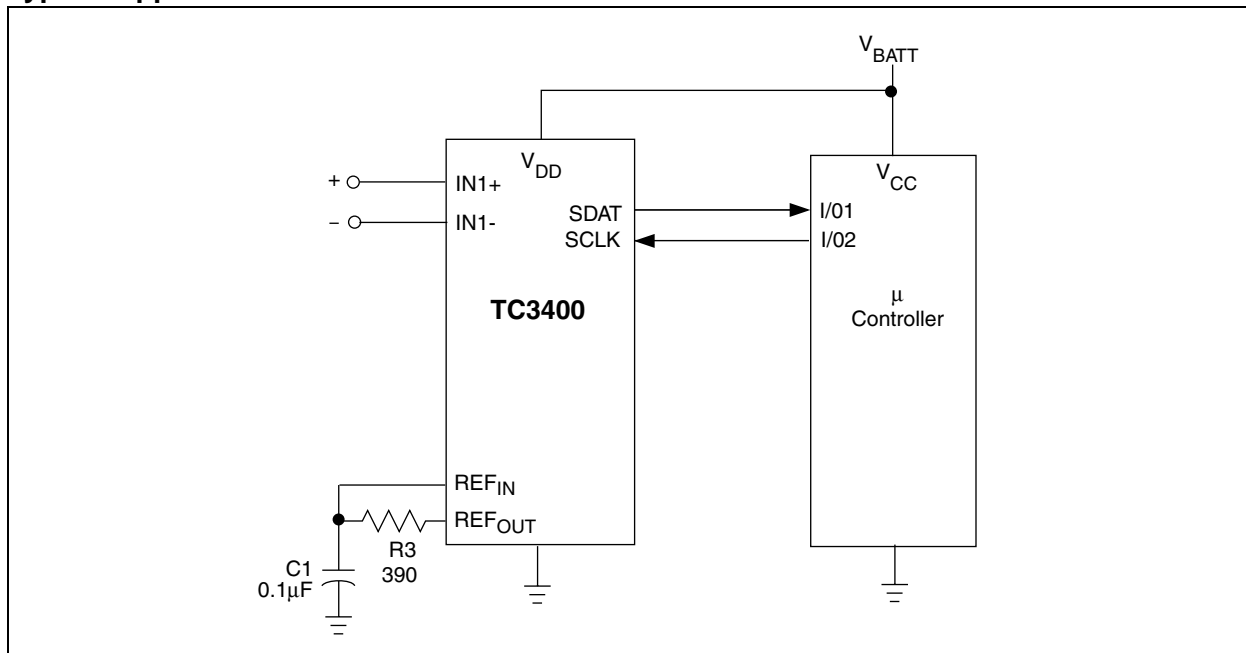 V_BATT
V_DD
V_CC
+
IN1+
–
IN1-
SDAT
I/01
SCLK
I/02
TC3400
μ
Controller
REF_IN
REF_OUT
R3
390
C1
0.1μF